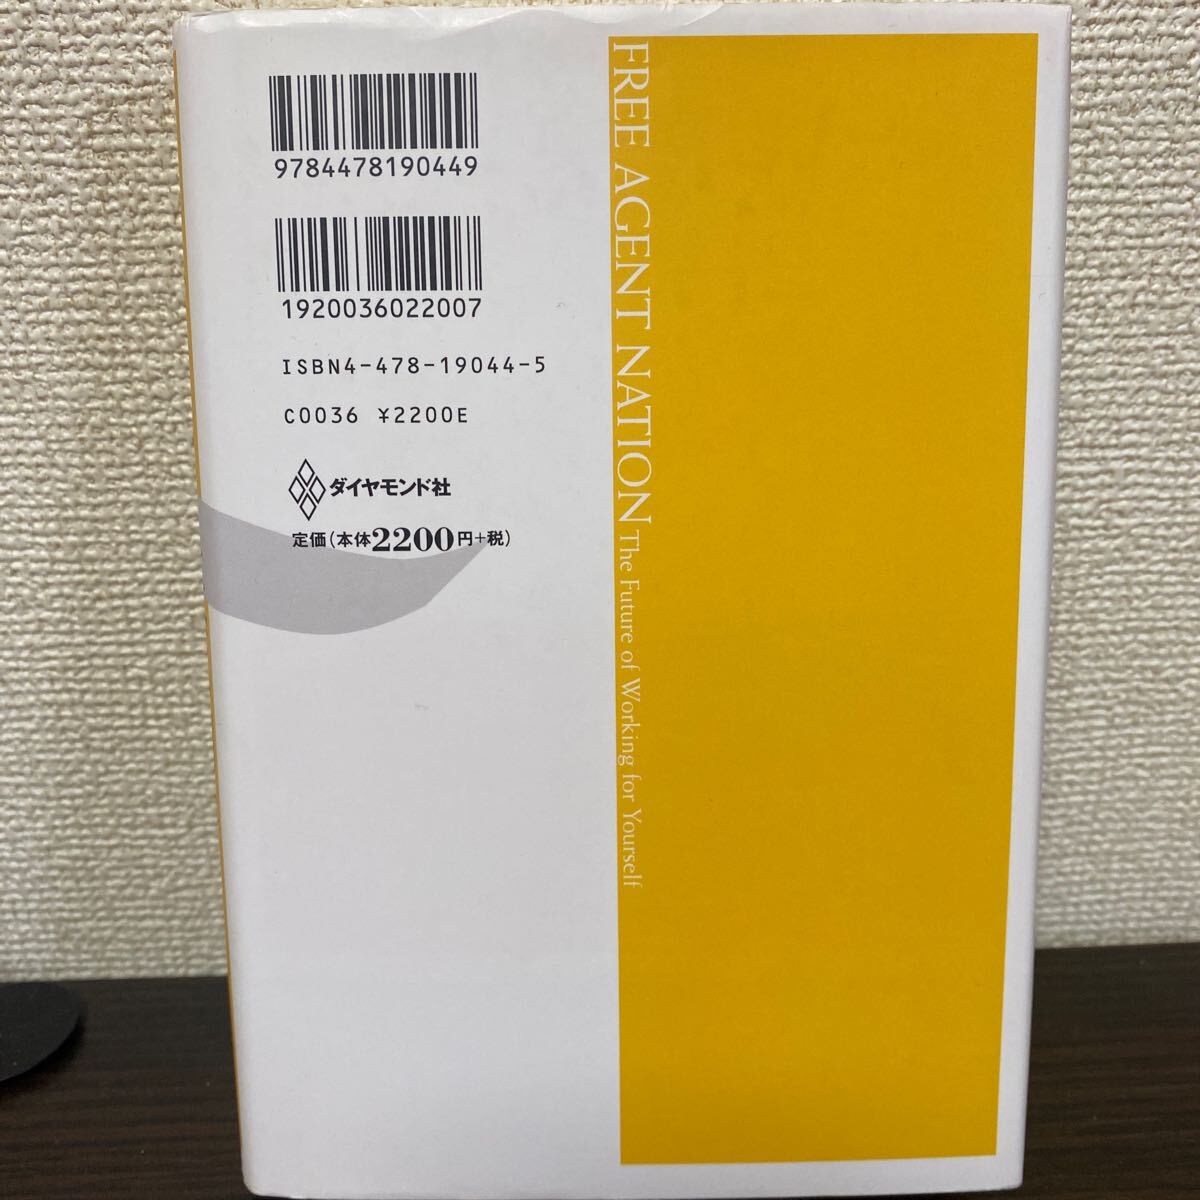 9784478190449
1920036022007
ISBN4-478-19044-5
C0036 ¥2200E
ダイヤモンド社
定価(本体2200円+税)
FREE AGENT NATION The Future of Working for Yourself